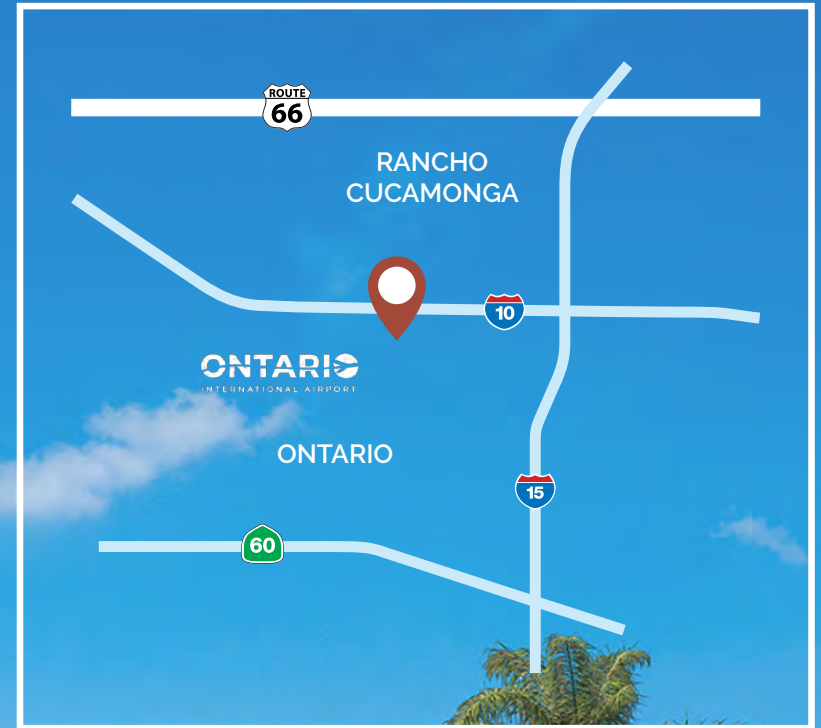 ROUTE
66
RANCHO
CUCAMONGA
10
ONTARIO
INTERNATIONAL AIRPORT
ONTARIO
15
60